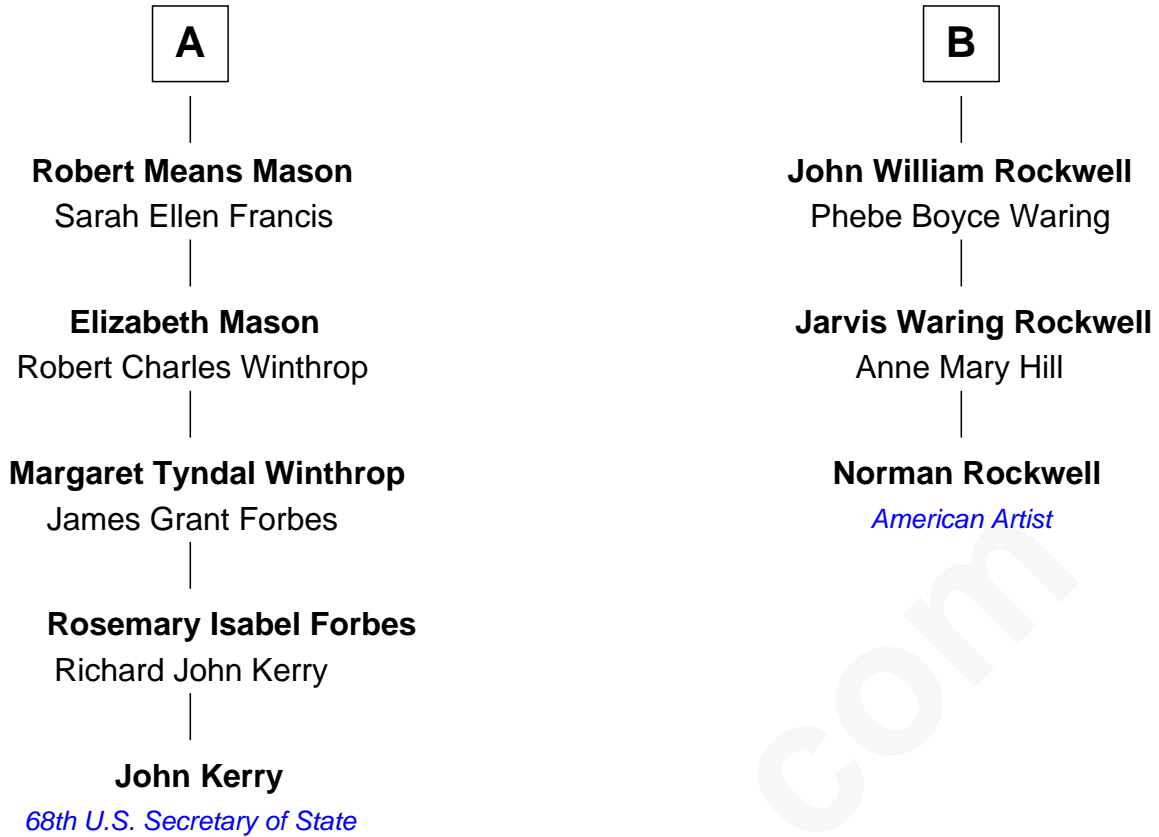 A
Robert Means Mason
Sarah Ellen Francis
Elizabeth Mason
Robert Charles Winthrop
Margaret Tyndal Winthrop
James Grant Forbes
Rosemary Isabel Forbes
Richard John Kerry
John Kerry
68th U.S. Secretary of State
B
John William Rockwell
Phebe Boyce Waring
Jarvis Waring Rockwell
Anne Mary Hill
Norman Rockwell
American Artist
com